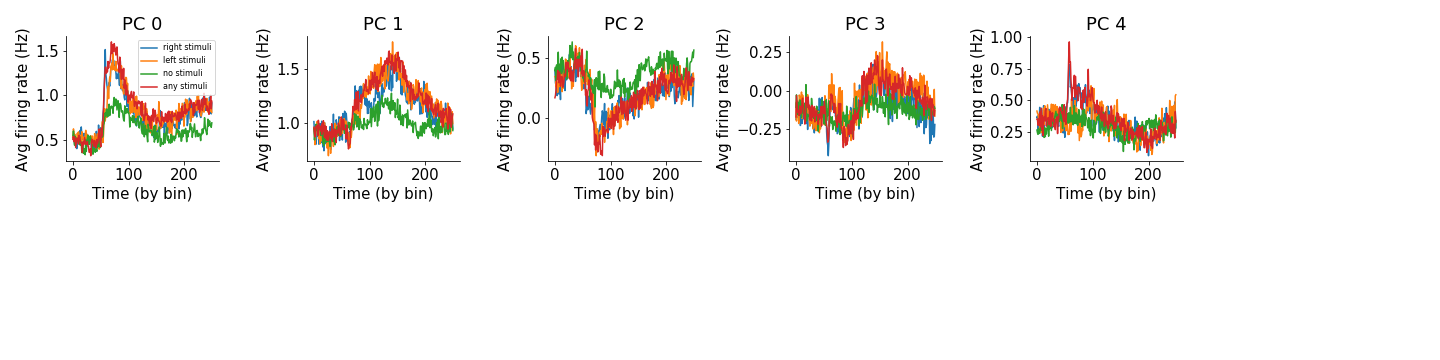 PC 0
Avg firing rate (Hz)
1.5
1.0
0.5
right stimuli
left stimuli
no stimuli
any stimuli
0
100
200
Time (by bin)
PC 1
Avg firing rate (Hz)
1.5
1.0
0
100
200
Time (by bin)
PC 2
Avg firing rate (Hz)
0.5
0.0
0
100
200
Time (by bin)
PC 3
Avg firing rate (Hz)
0.25
0.00
−0.25
0
100
200
Time (by bin)
PC 4
Avg firing rate (Hz)
1.00
0.75
0.50
0.25
0
100
200
Time (by bin)